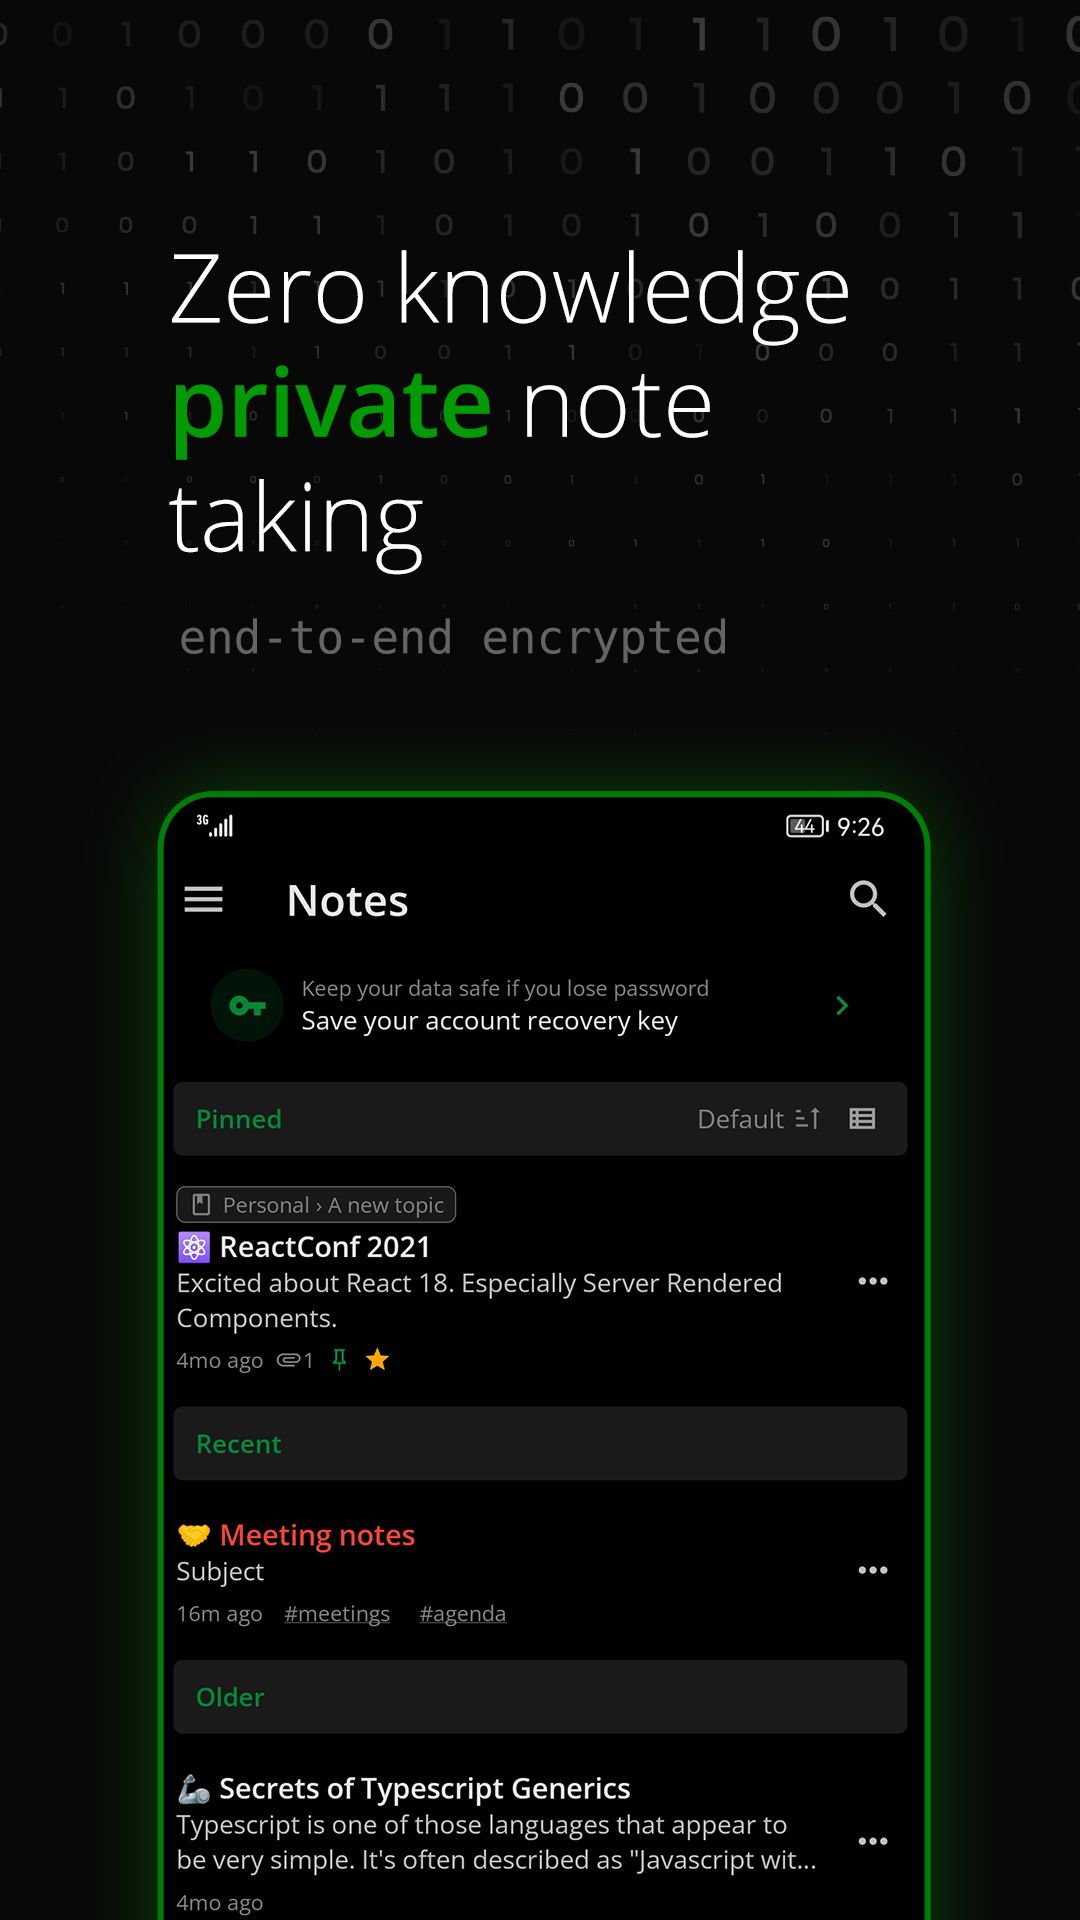 Zero knowledge
private note
taking
end-to-end encrypted
3G
44 9:26
Notes
Keep your data safe if you lose password
Save your account recovery key
Pinned
Default
Personal › A new topic
⚛️ ReactConf 2021
Excited about React 18. Especially Server Rendered
Components.
4mo ago 1
Recent
🤝 Meeting notes
Subject
16m ago #meetings #agenda
Older
🦾 Secrets of Typescript Generics
Typescript is one of those languages that appear to
be very simple. It's often described as "Javascript wit...
4mo ago